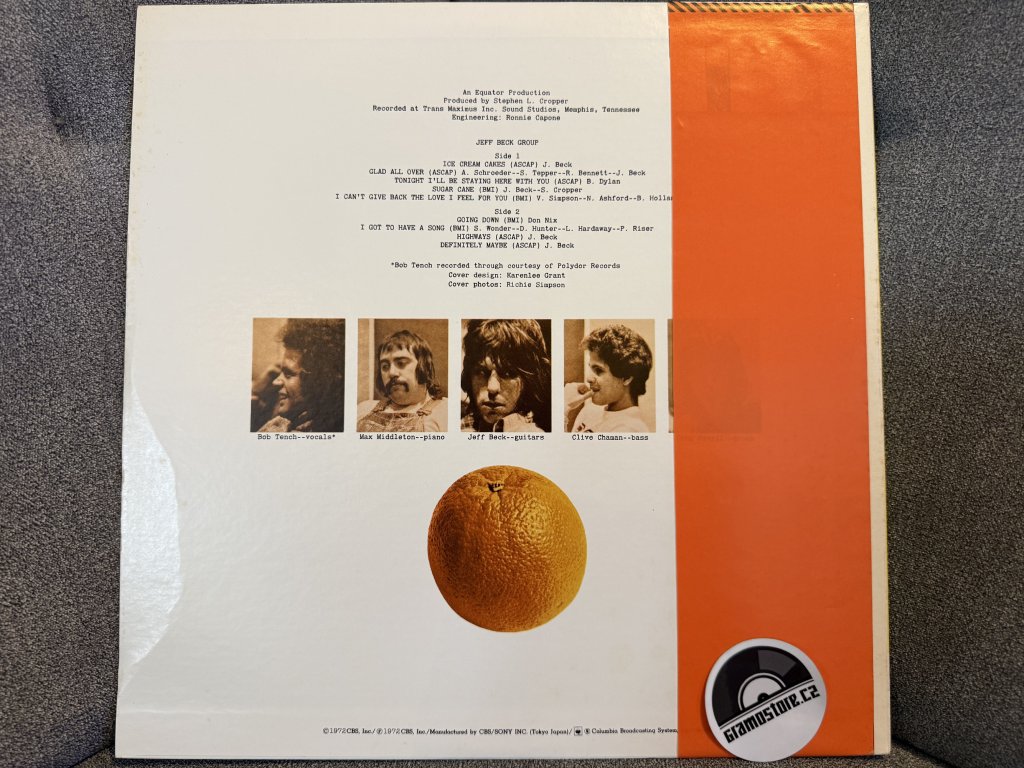 An Equator Production
Produced by Stephen L. Cropper
Recorded at Trans Maximus Inc. Sound Studios, Memphis, Tennessee
Engineering: Ronnie Capone
JEFF BECK GROUP
Side 1
ICE CREAM CAKES (ASCAP) J. Beck
GLAD ALL OVER (ASCAP) A. Schroeder--S. Tepper--R. Bennett--J. Beck
TONIGHT I'LL BE STAYING HERE WITH YOU (ASCAP) B. Dylan
SUGAR CANE (BMI) J. Beck--S. Cropper
I CAN'T GIVE BACK THE LOVE I FEEL FOR YOU (BMI) V. Simpson--N. Ashford--B. Holla
Side 2
GOING DOWN (BMI) Don Nix
I GOT TO HAVE A SONG (BMI) S. Wonder--D. Hunter--L. Hardaway--P. Riser
HIGHWAYS (ASCAP) J. Beck
DEFINITELY MAYBE (ASCAP) J. Beck
*Bob Tench recorded through courtesy of Polydor Records
Cover design: Karenlee Grant
Cover photos: Richie Simpson
Bob Tench--vocals*
Max Middleton--piano
Jeff Beck--guitars
Clive Chaman--bass
©1972 CBS, Inc./℗1972 CBS, Inc./Manufactured by CBS/SONY INC. (Tokyo Japan)/ ® Columbia Broadcasting System,
Gramostore.cz